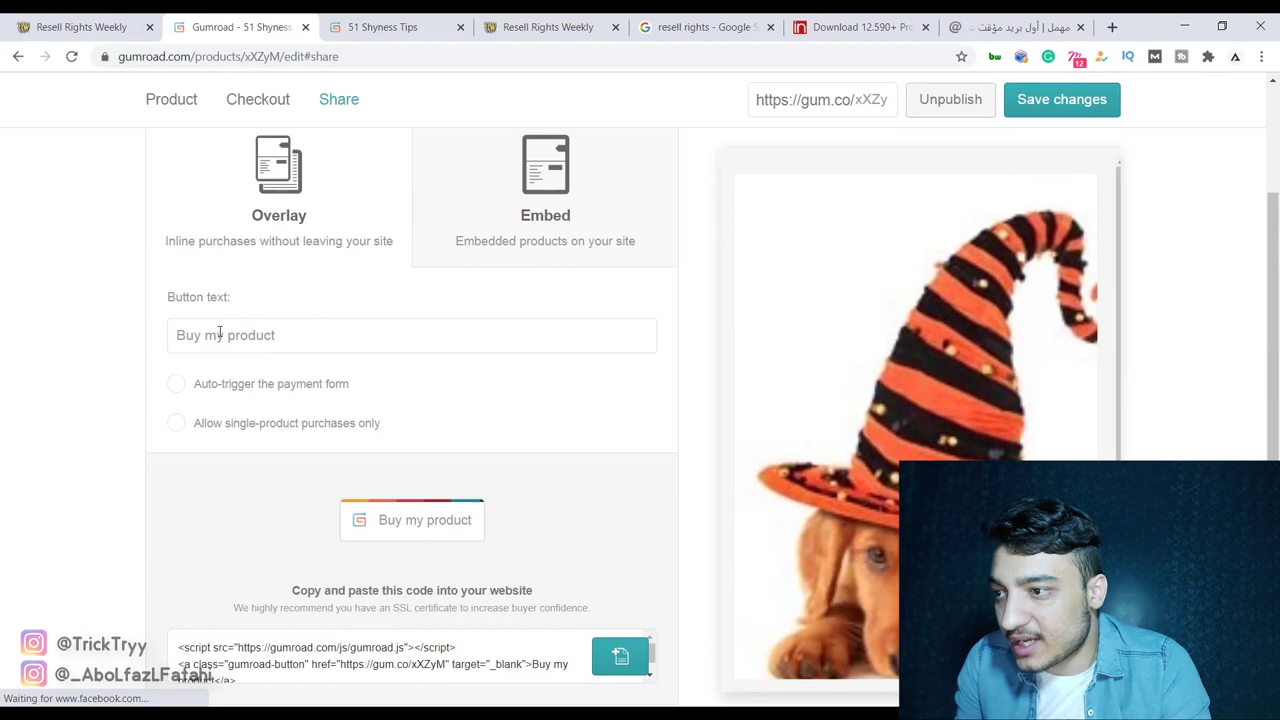 Resell Rights Weekly
Gumroad - 51 Shyness
51 Shyness Tips
Resell Rights Weekly
resell rights - Google S
Download 12.590+ Pr
مهمل | أول بريد مؤقت
gumroad.com/products/xXZyM/edit#share
12
Product
Checkout
Share
https://gum.co/xXZy
Unpublish
Save changes
Overlay
Inline purchases without leaving your site
Embed
Embedded products on your site
Button text:
Buy my product
Auto-trigger the payment form
Allow single-product purchases only
Buy my product
Copy and paste this code into your website
We highly recommend you have an SSL certificate to increase buyer confidence.
<script src="https://gumroad.com/js/gumroad.js"></script>
<a class="gumroad-button" href="https://gum.co/xXZyM" target="_blank">Buy my
product</a>
@TrickTryy
@_AboLfazLFatahi
Waiting for www.facebook.com...